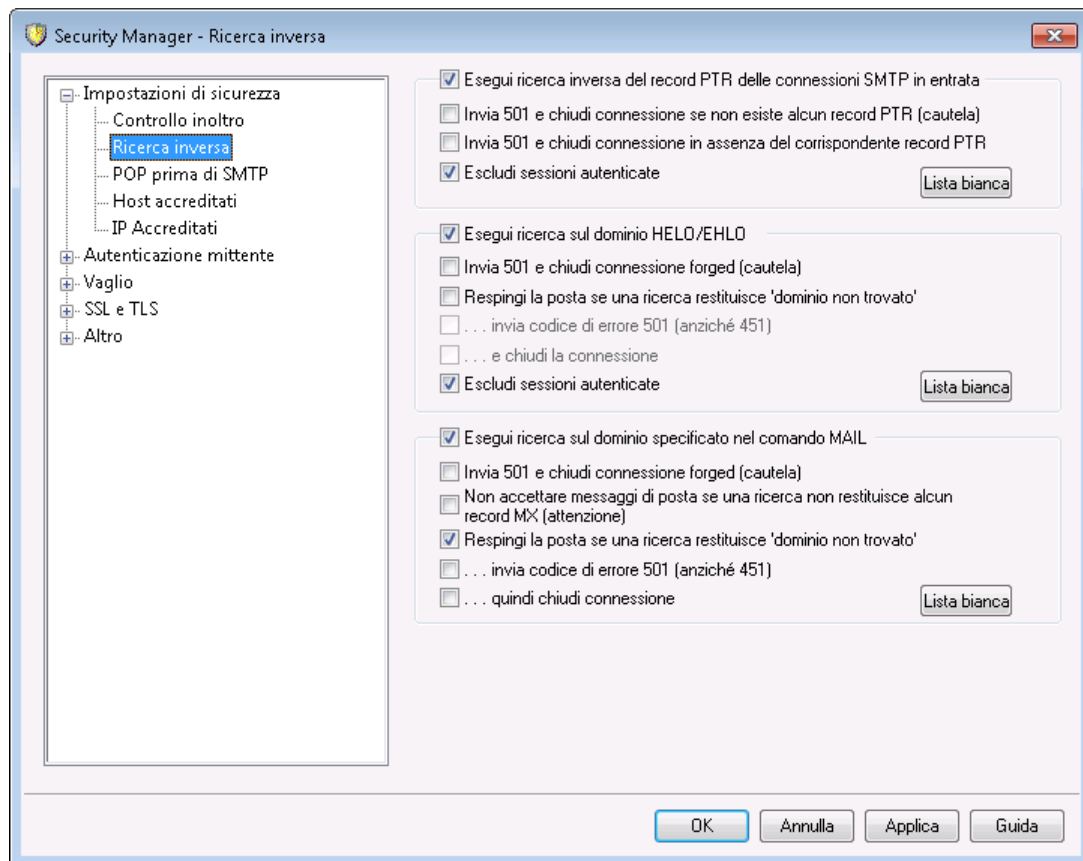 Security Manager - Ricerca inversa
Impostazioni di sicurezza
Controllo inoltro
Ricerca inversa
POP prima di SMTP
Host accreditati
IP Accreditati
Autenticazione mittente
Vaglio
SSL e TLS
Altro
Esegui ricerca inversa del record PTR delle connessioni SMTP in entrata
Invia 501 e chiudi connessione se non esiste alcun record PTR (cautela)
Invia 501 e chiudi connessione in assenza del corrispondente record PTR
Escludi sessioni autenticate
Lista bianca
Esegui ricerca sul dominio HELO/EHLO
Invia 501 e chiudi connessione forged (cautela)
Respingi la posta se una ricerca restituisce 'dominio non trovato'
. . . invia codice di errore 501 (anziché 451)
. . . e chiudi la connessione
Escludi sessioni autenticate
Lista bianca
Esegui ricerca sul dominio specificato nel comando MAIL
Invia 501 e chiudi connessione forged (cautela)
Non accettare messaggi di posta se una ricerca non restituisce alcun
record MX (attenzione)
Respingi la posta se una ricerca restituisce 'dominio non trovato'
. . . invia codice di errore 501 (anziché 451)
. . . quindi chiudi connessione
Lista bianca
OK
Annulla
Applica
Guida